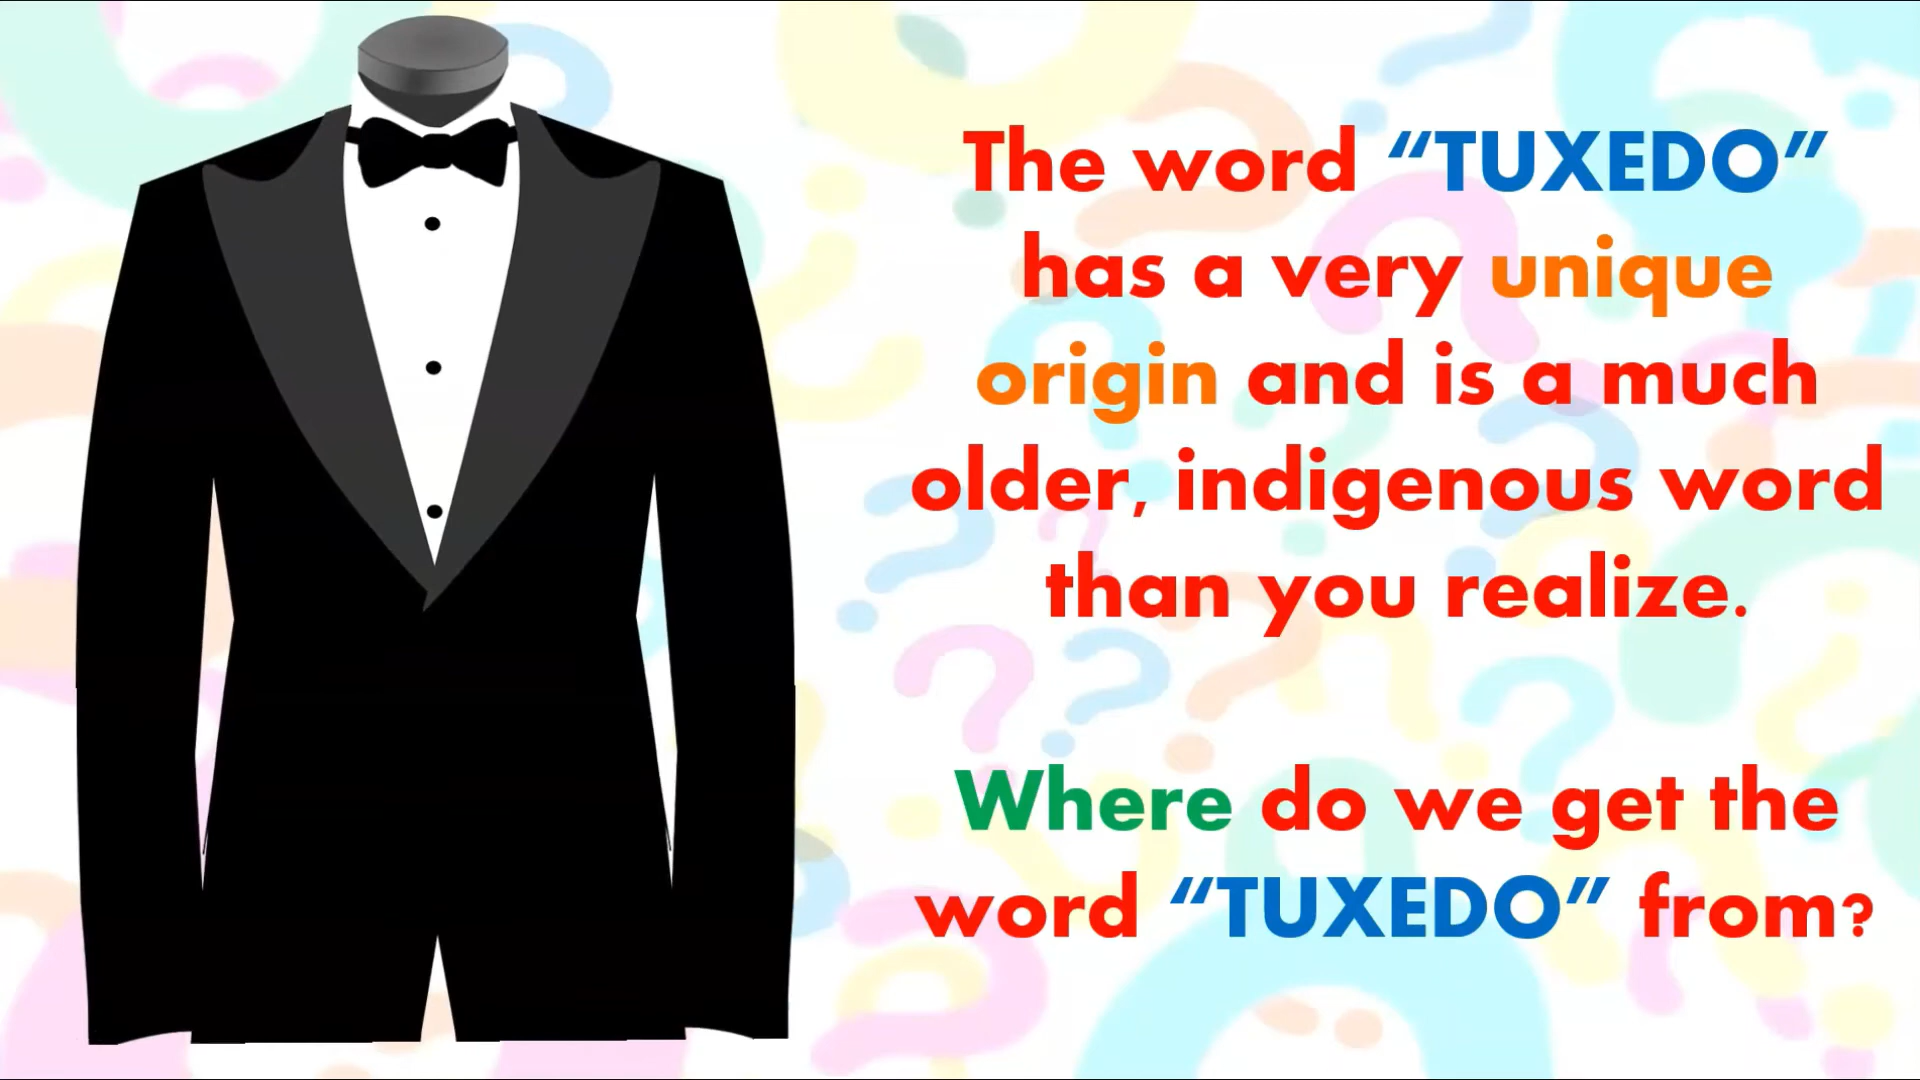 The word “TUXEDO”
has a very unique
origin and is a much
older, indigenous word
than you realize.
Where do we get the
word “TUXEDO” from?